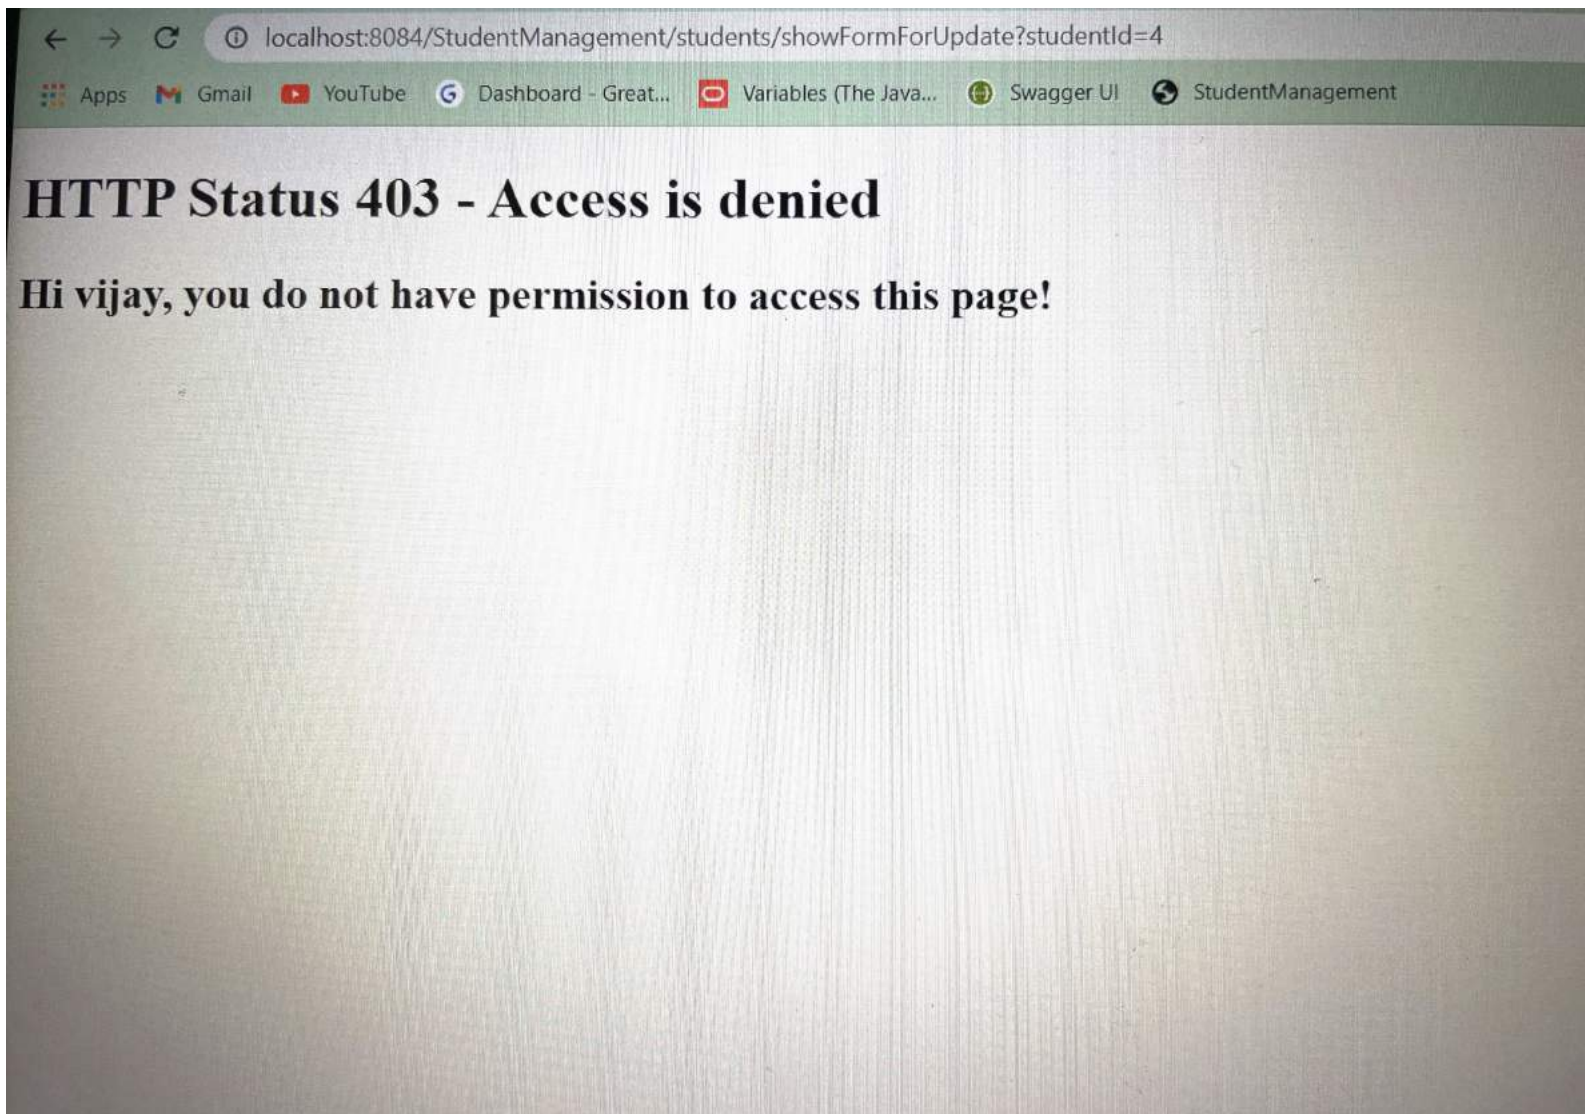 localhost:8084/StudentManagement/students/showFormForUpdate?studentId=4
Apps Gmail YouTube Dashboard - Great... Variables (The Java... Swagger UI StudentManagement
HTTP Status 403 - Access is denied
Hi vijay, you do not have permission to access this page!